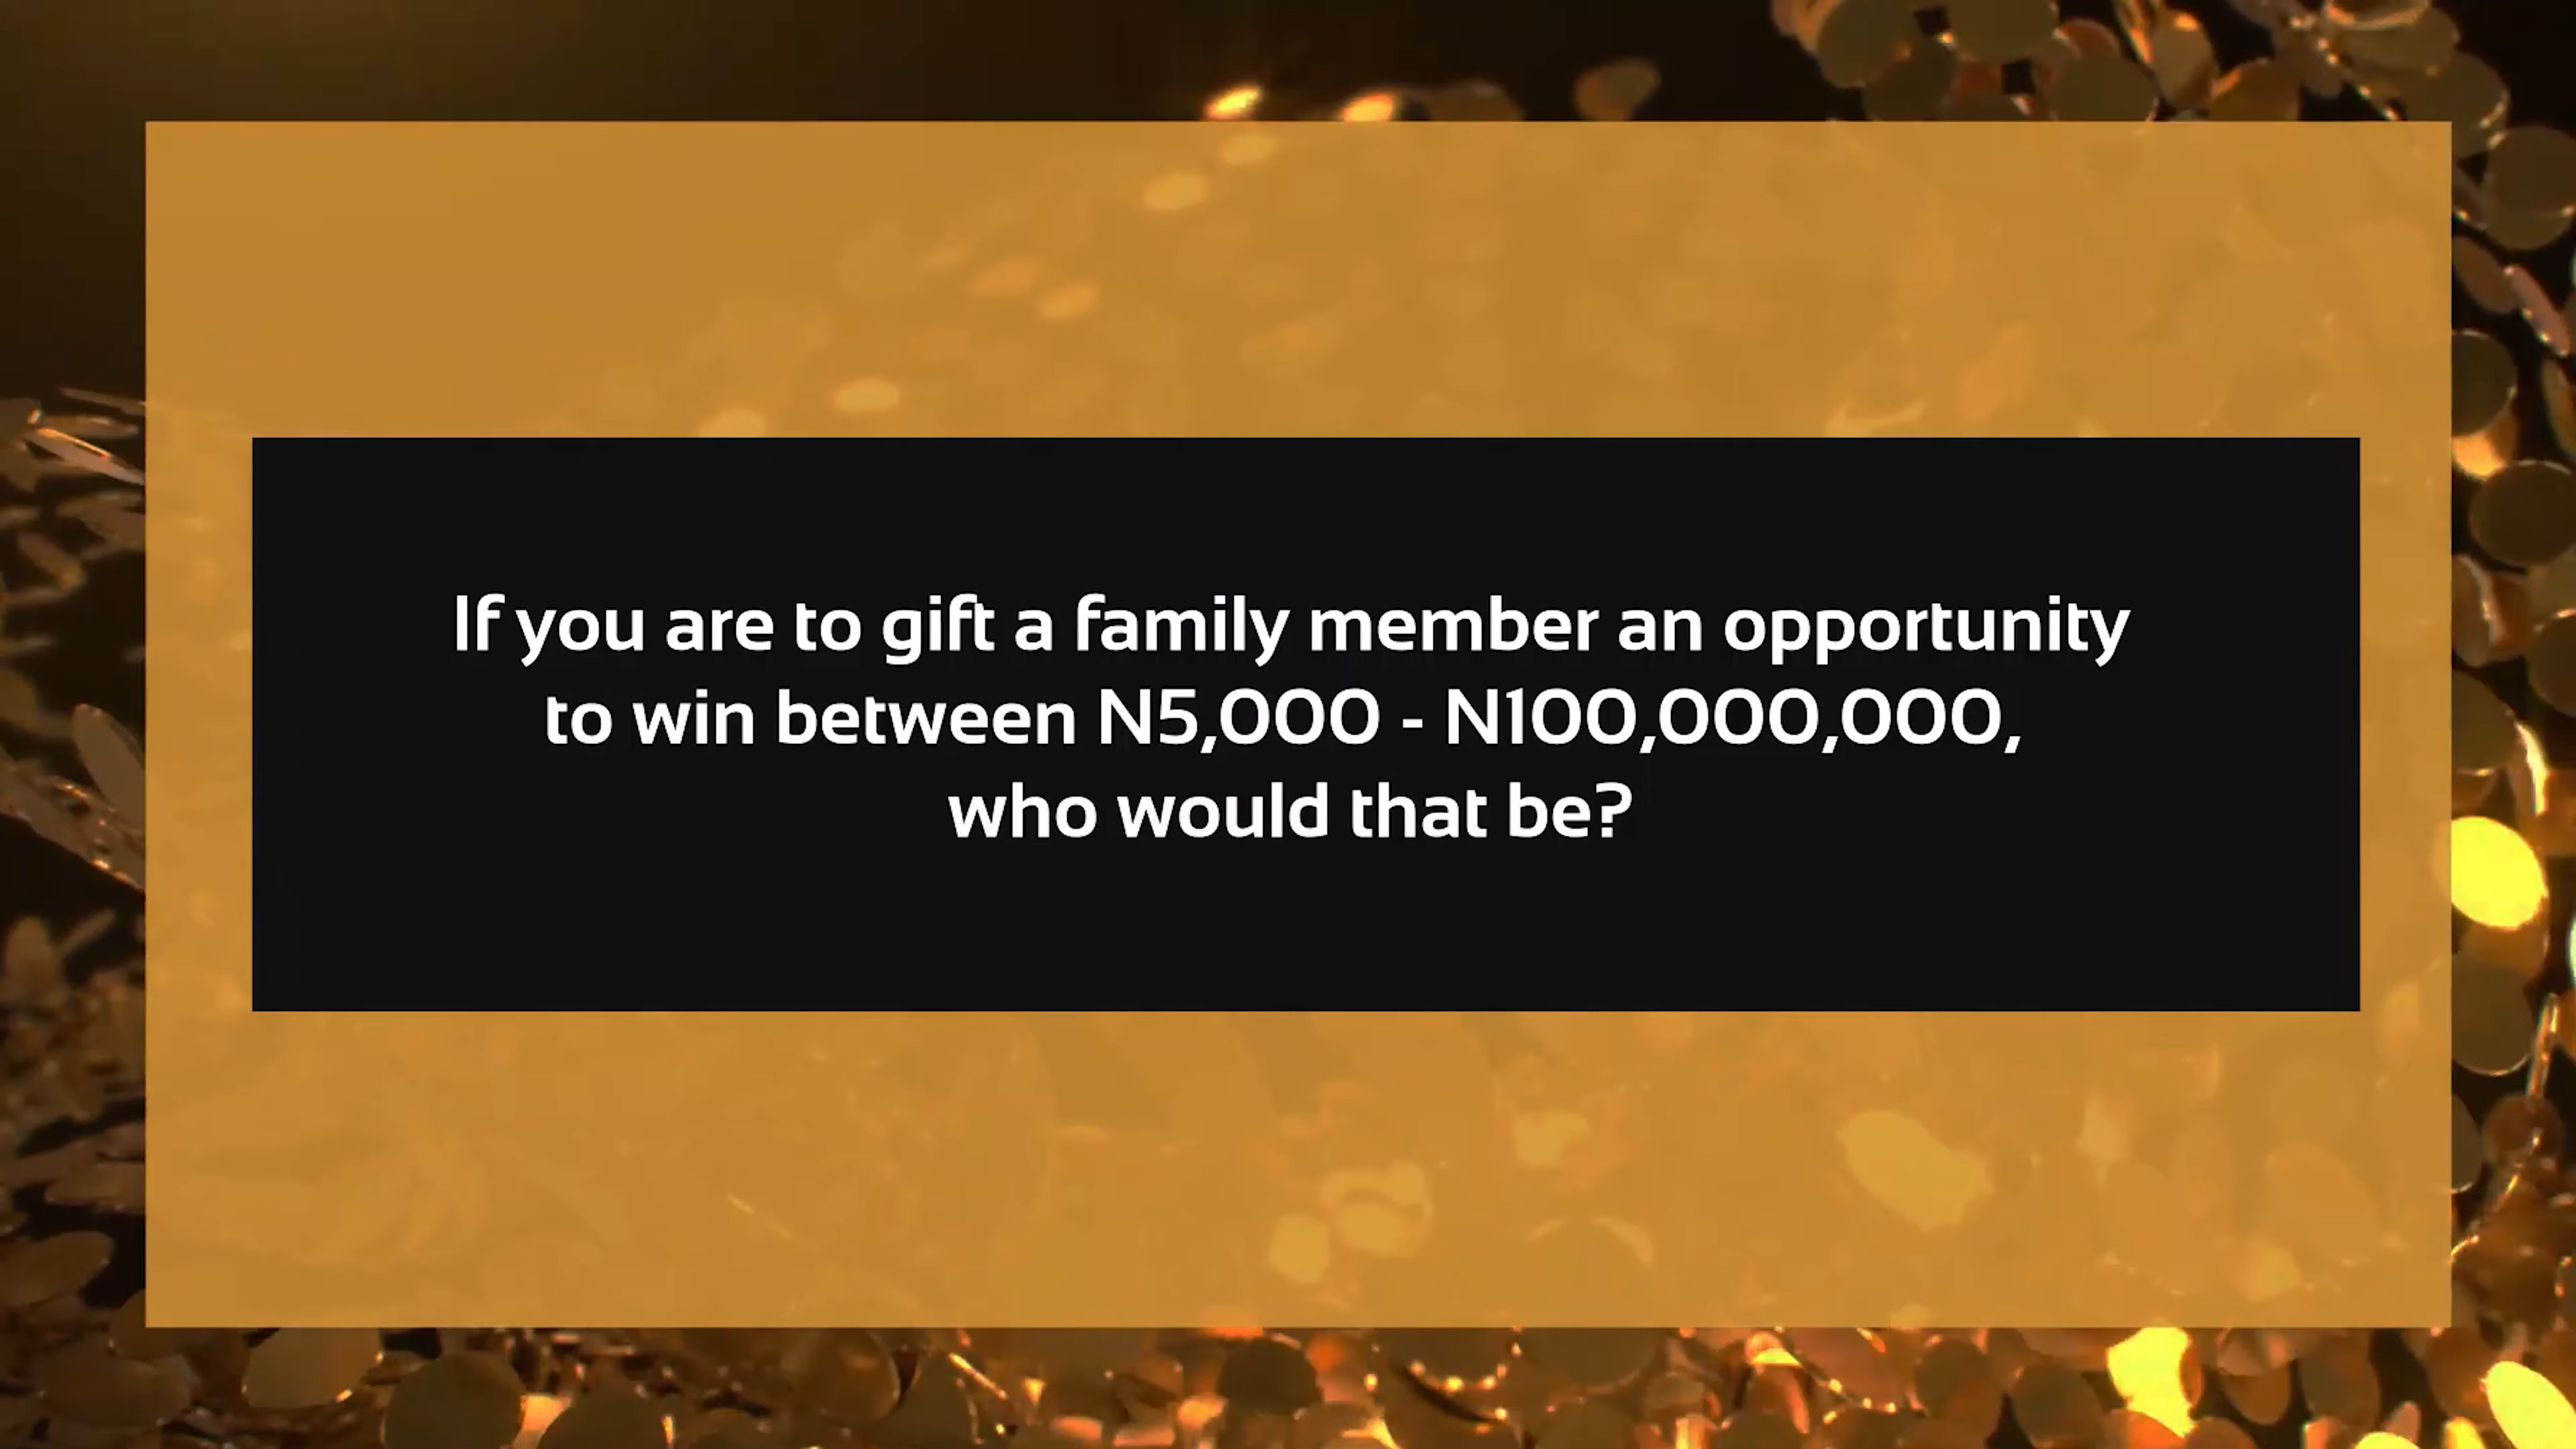 If you are to gift a family member an opportunity
to win between N5,000 - N100,000,000,
who would that be?